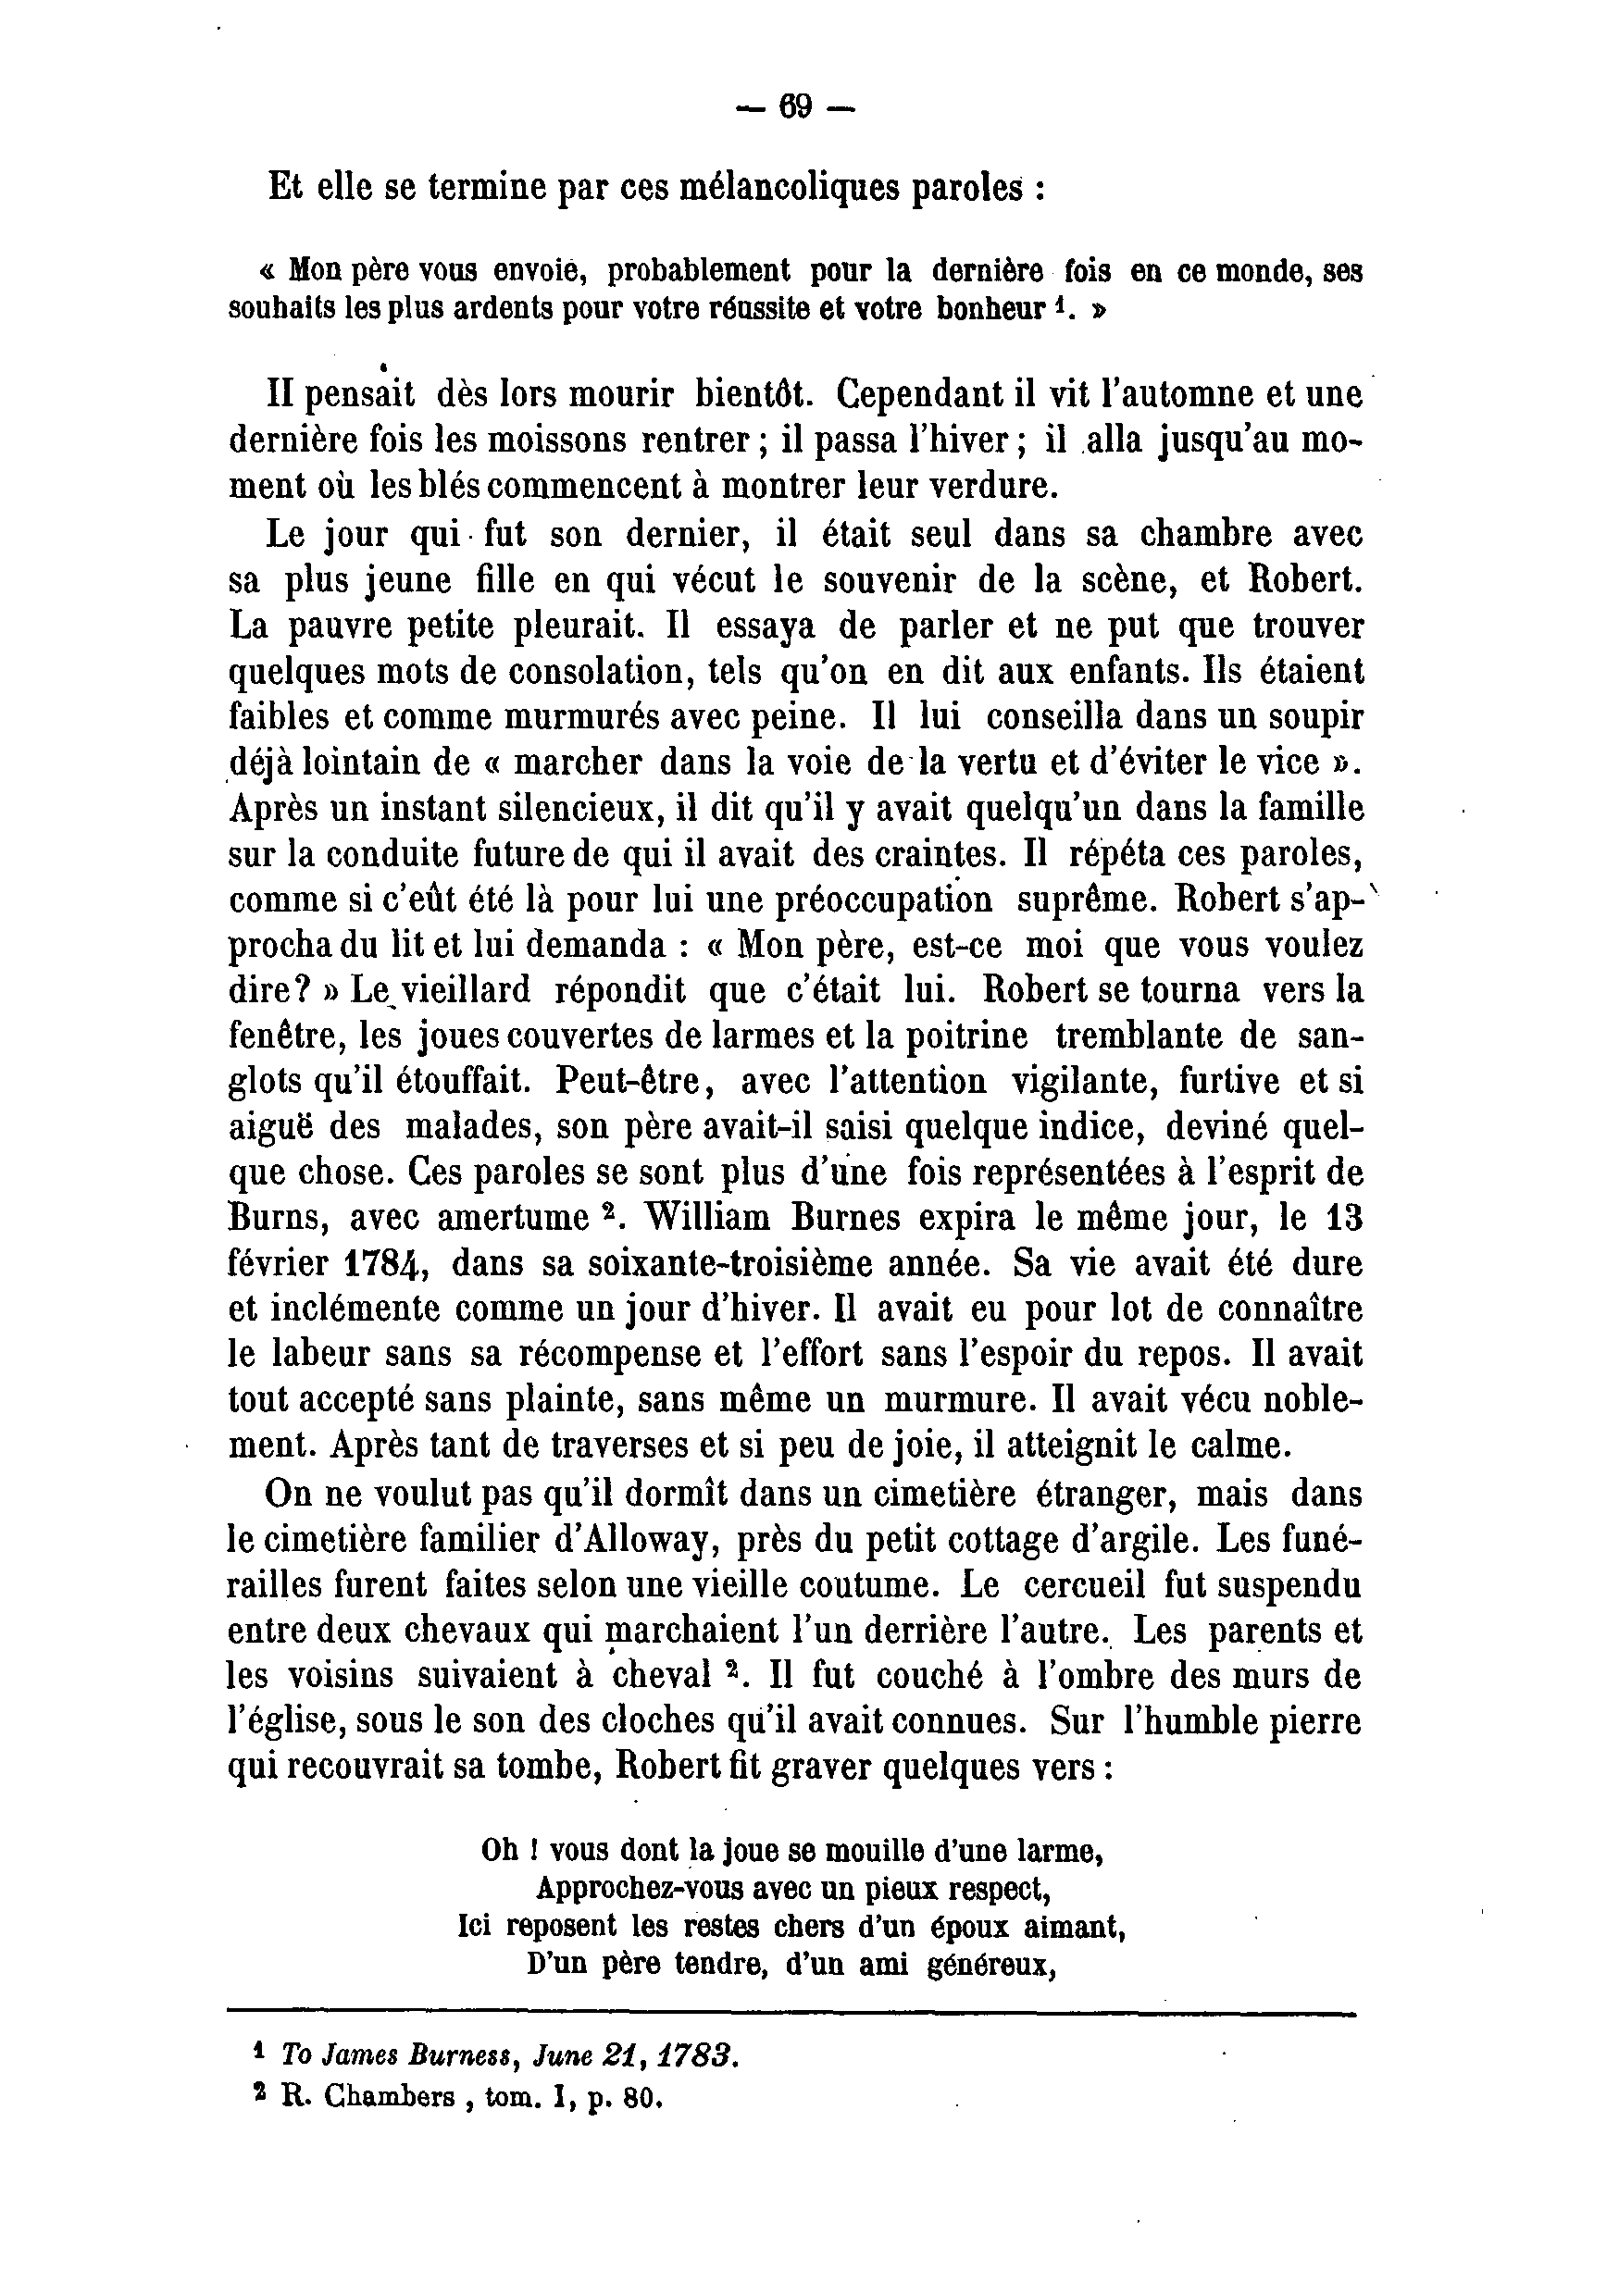 — 69 —
Et elle se termine par ces mélancoliques paroles :
« Mon père vous envoie, probablement pour la dernière fois en ce monde, ses
souhaits les plus ardents pour votre réussite et votre bonheur ¹. »
Il pensait dès lors mourir bientôt. Cependant il vit l'automne et une
dernière fois les moissons rentrer ; il passa l'hiver ; il alla jusqu'au mo-
ment où les blés commencent à montrer leur verdure.
Le jour qui fut son dernier, il était seul dans sa chambre avec
sa plus jeune fille en qui vécut le souvenir de la scène, et Robert.
La pauvre petite pleurait. Il essaya de parler et ne put que trouver
quelques mots de consolation, tels qu'on en dit aux enfants. Ils étaient
faibles et comme murmurés avec peine. Il lui conseilla dans un soupir
déjà lointain de « marcher dans la voie de la vertu et d'éviter le vice ».
Après un instant silencieux, il dit qu'il y avait quelqu'un dans la famille
sur la conduite future de qui il avait des craintes. Il répéta ces paroles,
comme si c'eût été là pour lui une préoccupation suprême. Robert s'ap-
procha du lit et lui demanda : « Mon père, est-ce moi que vous voulez
dire? » Le vieillard répondit que c'était lui. Robert se tourna vers la
fenêtre, les joues couvertes de larmes et la poitrine tremblante de san-
glots qu'il étouffait. Peut-être, avec l'attention vigilante, furtive et si
aiguë des malades, son père avait-il saisi quelque indice, deviné quel-
que chose. Ces paroles se sont plus d'une fois représentées à l'esprit de
Burns, avec amertume ². William Burnes expira le même jour, le 13
février 1784, dans sa soixante-troisième année. Sa vie avait été dure
et inclémente comme un jour d'hiver. Il avait eu pour lot de connaître
le labeur sans sa récompense et l'effort sans l'espoir du repos. Il avait
tout accepté sans plainte, sans même un murmure. Il avait vécu noble-
ment. Après tant de traverses et si peu de joie, il atteignit le calme.
On ne voulut pas qu'il dormît dans un cimetière étranger, mais dans
le cimetière familier d'Alloway, près du petit cottage d'argile. Les funé-
railles furent faites selon une vieille coutume. Le cercueil fut suspendu
entre deux chevaux qui marchaient l'un derrière l'autre. Les parents et
les voisins suivaient à cheval ². Il fut couché à l'ombre des murs de
l'église, sous le son des cloches qu'il avait connues. Sur l'humble pierre
qui recouvrait sa tombe, Robert fit graver quelques vers :
Oh ! vous dont la joue se mouille d'une larme,
Approchez-vous avec un pieux respect,
Ici reposent les restes chers d'un époux aimant,
D'un père tendre, d'un ami généreux,
¹ To James Burness, June 21, 1783.
² R. Chambers , tom. I, p. 80.